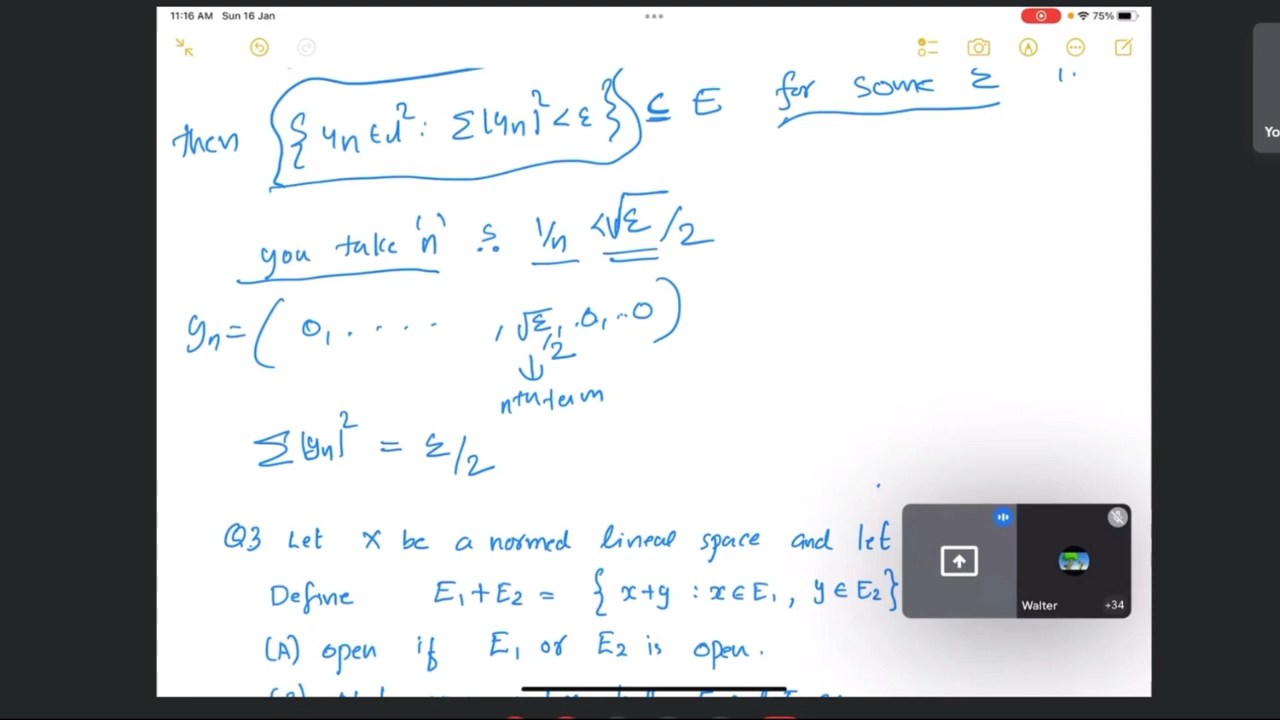 11:16 AM Sun 16 Jan
75%
then { yn ∈ l² : Σ|yn|² < ε } ⊆ E for some ε
Yo
you take 'n' ∴ 1/n < √ε/2
yn = ( 0, . . . . , √ε/2, 0, ..0 )
nth term
Σ|yn|² = ε/2
Q3 Let X be a normed linear space and let
Define E1+E2 = { x+y : x∈E1, y∈E2}
Walter +34
(A) open if E1 or E2 is open.